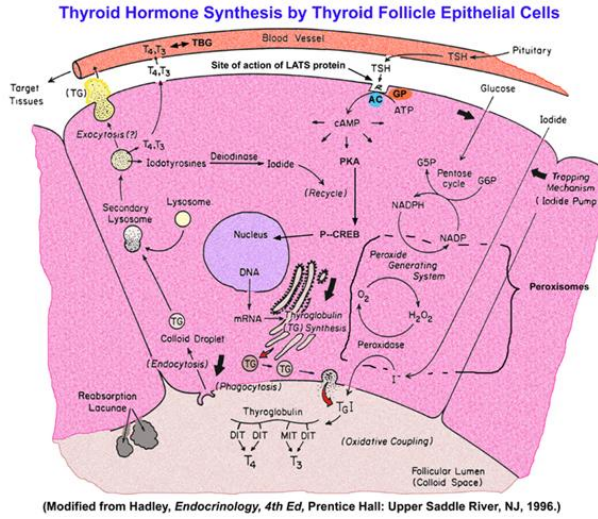 Thyroid Hormone Synthesis by Thyroid Follicle Epithelial Cells
Blood Vessel
T4,T3 ↔ TBG
T4,T3
TSH
TSH
Pituitary
Target
Tissues
(TG)
Site of action of LATS protein
R
AC
GP
ATP
Glucose
Iodide
Exocytosis(?)
T4,T3
cAMP
Iodotyrosines
Deiodinase
Iodide
(Recycle)
PKA
G5P
Pentose
cycle
G6P
NADPH
NADP
Trapping
Mechanism
(Iodide Pump)
Secondary
Lysosome
Lysosome
Nucleus
P–CREB
DNA
mRNA
Thyroglobulin
(TG) Synthesis
Peroxide
Generating
System
O2
H2O2
Peroxidase
Peroxisomes
I-
TG
Colloid Droplet
(Endocytosis)
(Phagocytosis)
TG
TG
TGI
Reabsorption
Lacunae
Thyroglobulin
DIT DIT MIT DIT
T4 T3
(Oxidative Coupling)
Follicular Lumen
(Colloid Space)
(Modified from Hadley, Endocrinology, 4th Ed, Prentice Hall: Upper Saddle River, NJ, 1996.)